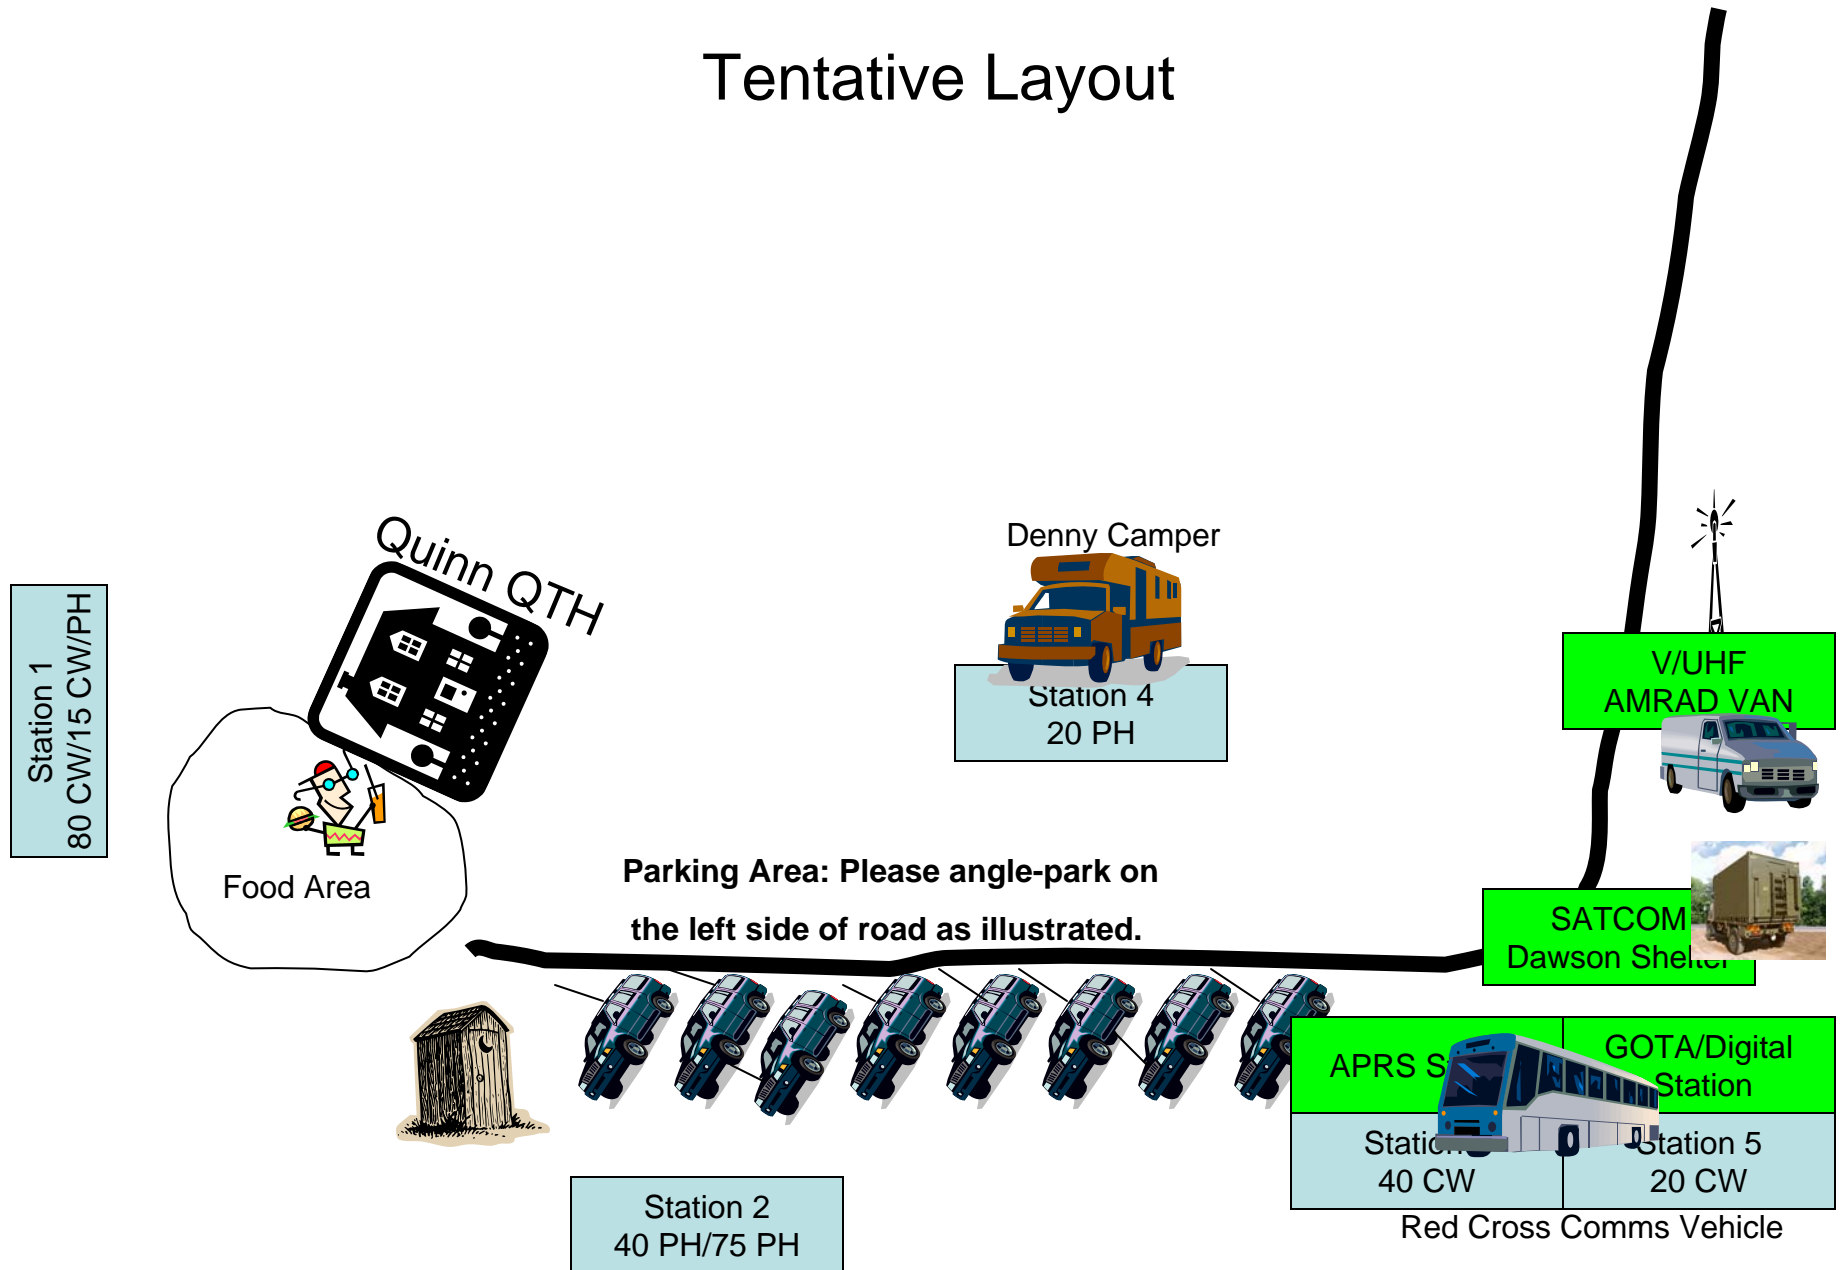 Tentative Layout
Quinn QTH
Denny Camper
Station 1
80 CW/15 CW/PH
Station 4
20 PH
V/UHF
AMRAD VAN
Food Area
Parking Area: Please angle-park on
the left side of road as illustrated.
SATCOM
Dawson Shelter
APRS
GOTA/Digital
Station
Station
40 CW
Station 5
20 CW
Station 2
40 PH/75 PH
Red Cross Comms Vehicle